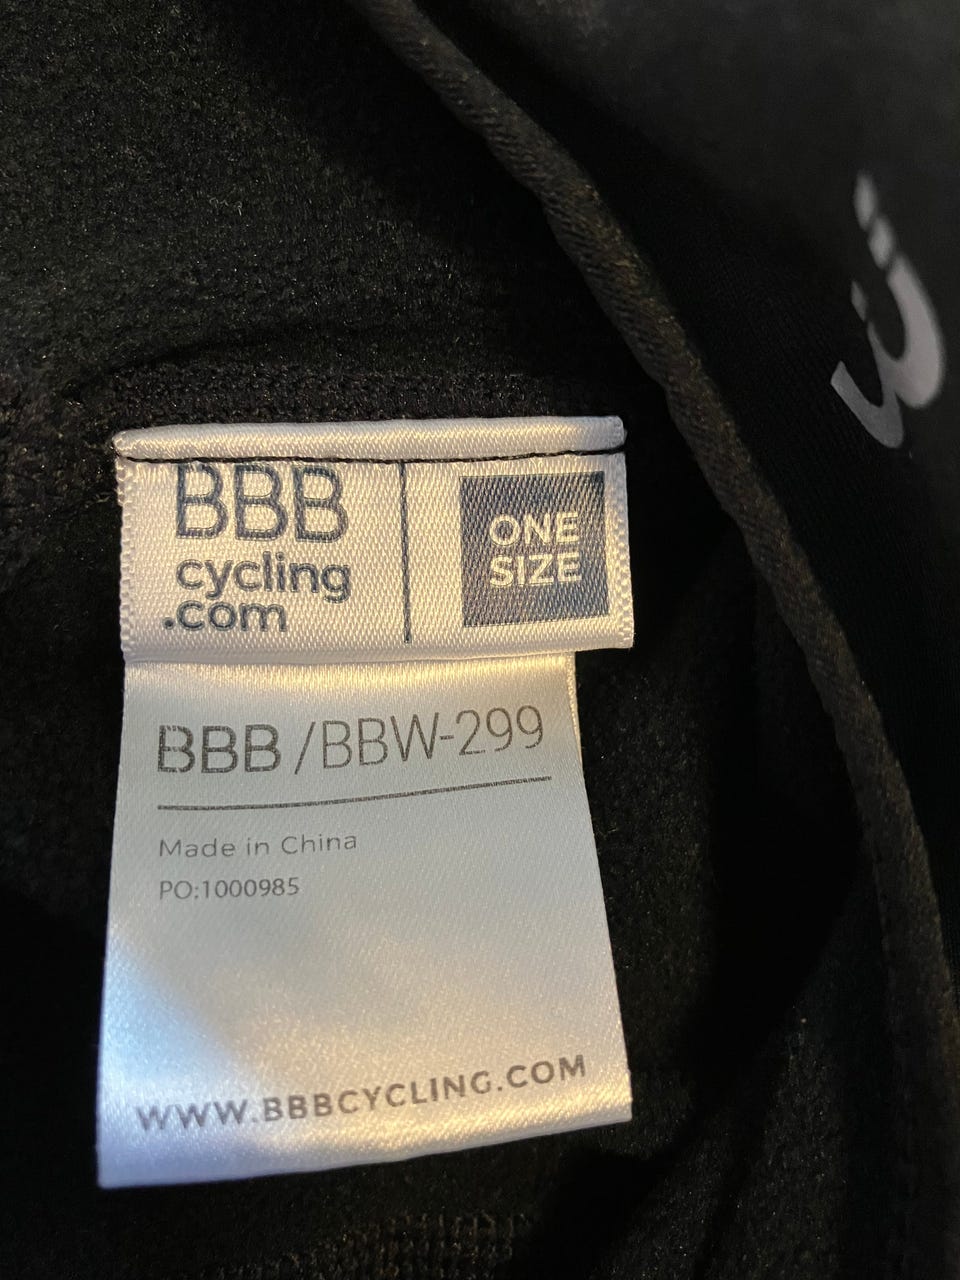 BBB
cycling
.com
ONE
SIZE
BBB/BBW-299
Made in China
PO:1000985
WWW.BBBCYCLING.COM